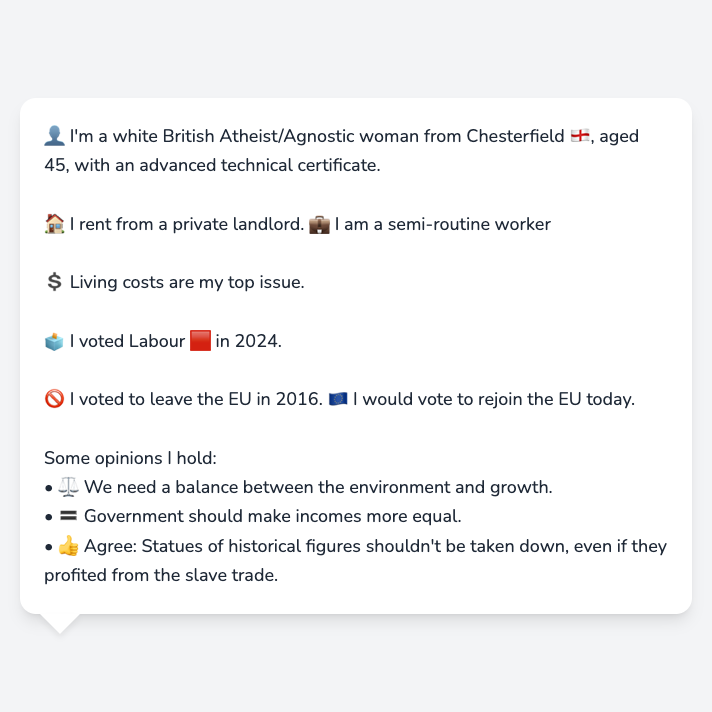 👤 I'm a white British Atheist/Agnostic woman from Chesterfield 🏴󠁧󠁢󠁥󠁮󠁧󠁿, aged
45, with an advanced technical certificate.
🏠 I rent from a private landlord. 💼 I am a semi-routine worker
💲 Living costs are my top issue.
🗳️ I voted Labour 🟥 in 2024.
🚫 I voted to leave the EU in 2016. 🇪🇺 I would vote to rejoin the EU today.
Some opinions I hold:
• ⚖️ We need a balance between the environment and growth.
• 🟰 Government should make incomes more equal.
• 👍 Agree: Statues of historical figures shouldn't be taken down, even if they
profited from the slave trade.